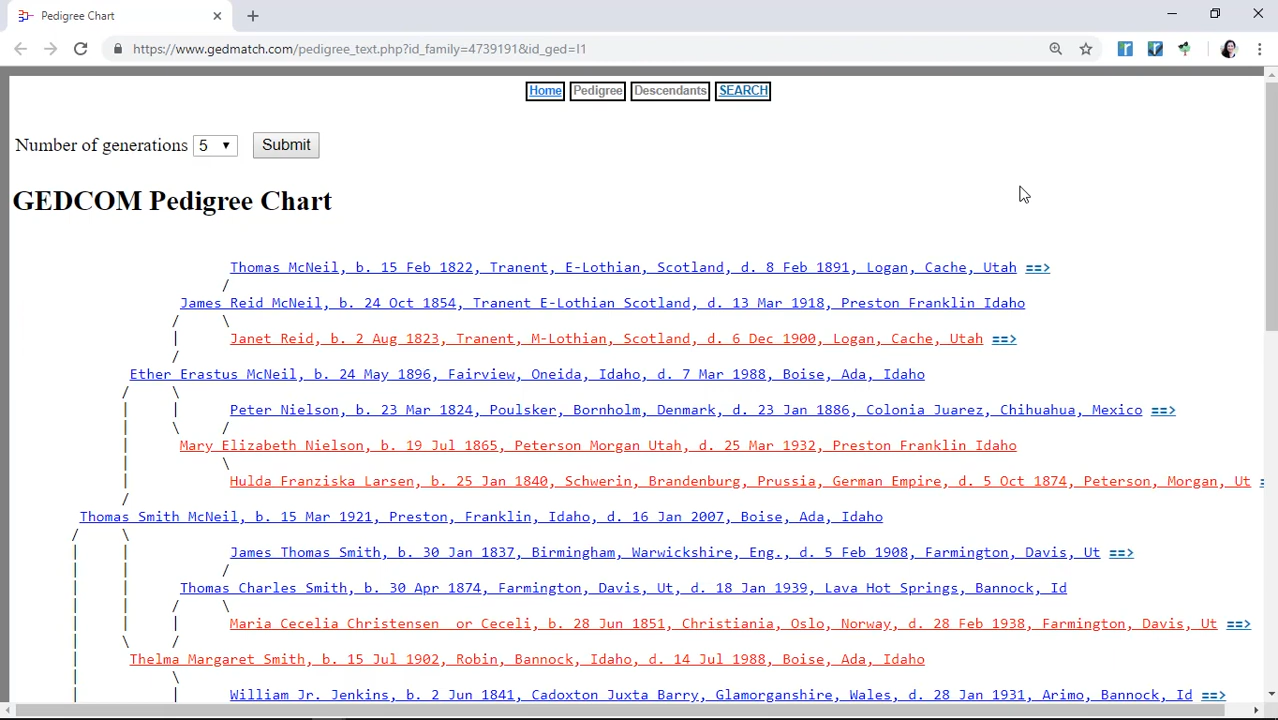 Pedigree Chart
https://www.gedmatch.com/pedigree_text.php?id_family=4739191&id_ged=I1
Home Pedigree Descendants SEARCH
Number of generations 5 Submit
GEDCOM Pedigree Chart
Thomas McNeil, b. 15 Feb 1822, Tranent, E-Lothian, Scotland, d. 8 Feb 1891, Logan, Cache, Utah ==>
James Reid McNeil, b. 24 Oct 1854, Tranent E-Lothian Scotland, d. 13 Mar 1918, Preston Franklin Idaho
Janet Reid, b. 2 Aug 1823, Tranent, M-Lothian, Scotland, d. 6 Dec 1900, Logan, Cache, Utah ==>
Ether Erastus McNeil, b. 24 May 1896, Fairview, Oneida, Idaho, d. 7 Mar 1988, Boise, Ada, Idaho
Peter Nielson, b. 23 Mar 1824, Poulsker, Bornholm, Denmark, d. 23 Jan 1886, Colonia Juarez, Chihuahua, Mexico ==>
Mary Elizabeth Nielson, b. 19 Jul 1865, Peterson Morgan Utah, d. 25 Mar 1932, Preston Franklin Idaho
Hulda Franziska Larsen, b. 25 Jan 1840, Schwerin, Brandenburg, Prussia, German Empire, d. 5 Oct 1874, Peterson, Morgan, Ut =
Thomas Smith McNeil, b. 15 Mar 1921, Preston, Franklin, Idaho, d. 16 Jan 2007, Boise, Ada, Idaho
James Thomas Smith, b. 30 Jan 1837, Birmingham, Warwickshire, Eng., d. 5 Feb 1908, Farmington, Davis, Ut ==>
Thomas Charles Smith, b. 30 Apr 1874, Farmington, Davis, Ut, d. 18 Jan 1939, Lava Hot Springs, Bannock, Id
Maria Cecelia Christensen  or Ceceli, b. 28 Jun 1851, Christiania, Oslo, Norway, d. 28 Feb 1938, Farmington, Davis, Ut ==>
Thelma Margaret Smith, b. 15 Jul 1902, Robin, Bannock, Idaho, d. 14 Jul 1988, Boise, Ada, Idaho
William Jr. Jenkins, b. 2 Jun 1841, Cadoxton Juxta Barry, Glamorganshire, Wales, d. 28 Jan 1931, Arimo, Bannock, Id ==>